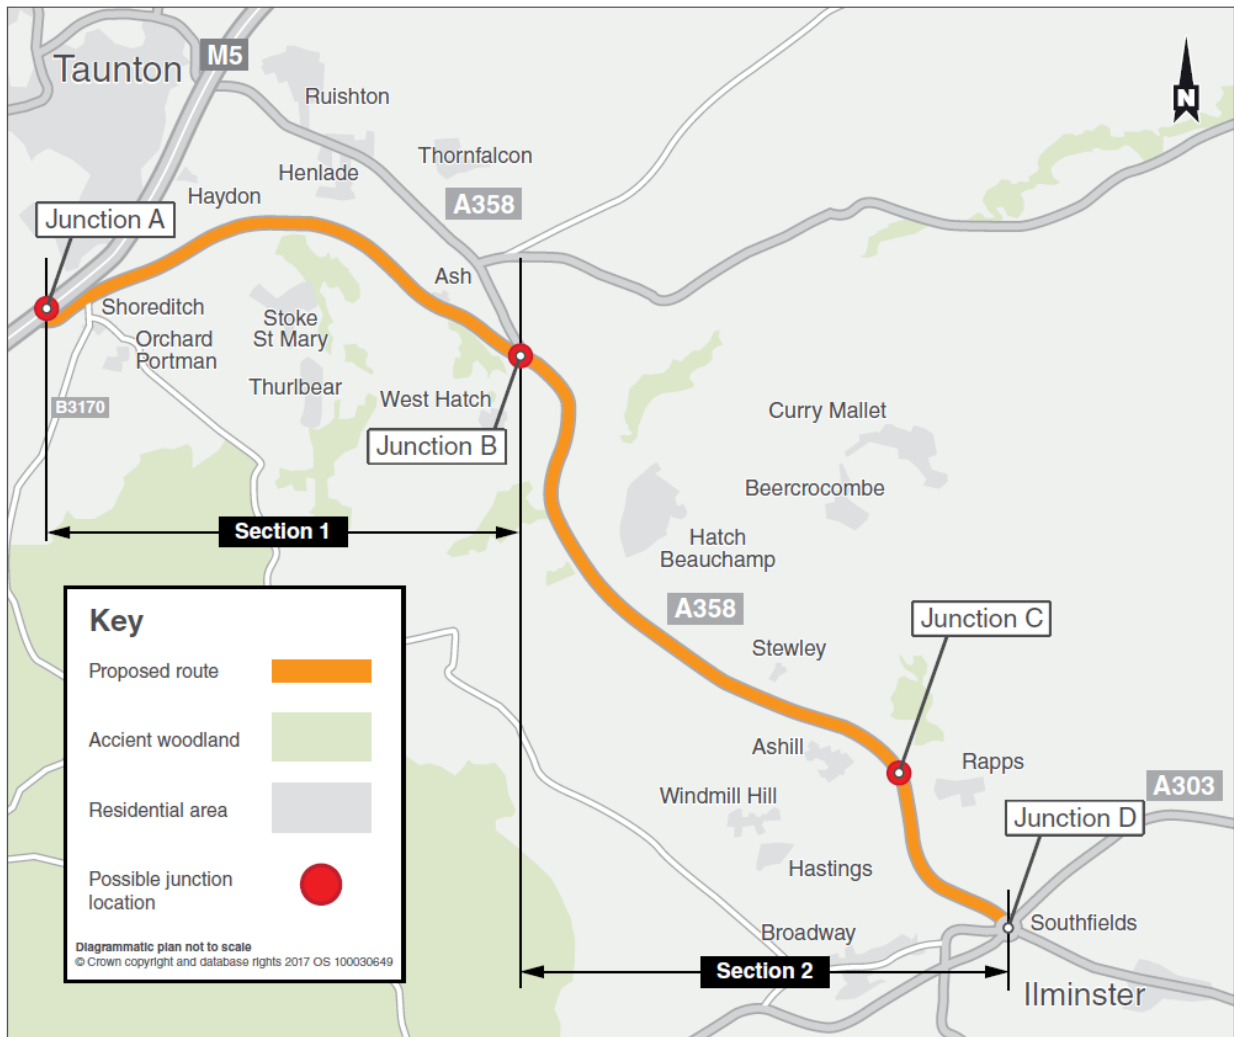 M5
Taunton
Ruishton
Thornfalcon
Henlade
Haydon
A358
Junction A
N
Ash
Shoreditch
Orchard
Portman
Stoke
St Mary
Thurlbear
West Hatch
B3170
Junction B
Curry Mallet
Beercrocombe
Hatch
Beauchamp
Section 1
A358
Junction C
Stewley
Ashill
Rapps
Windmill Hill
A303
Junction D
Hastings
Broadway
Southfields
Section 2
Ilminster
Key
Proposed route
Accient woodland
Residential area
Possible junction
location
Diagrammatic plan not to scale
© Crown copyright and database rights 2017 OS 100030649